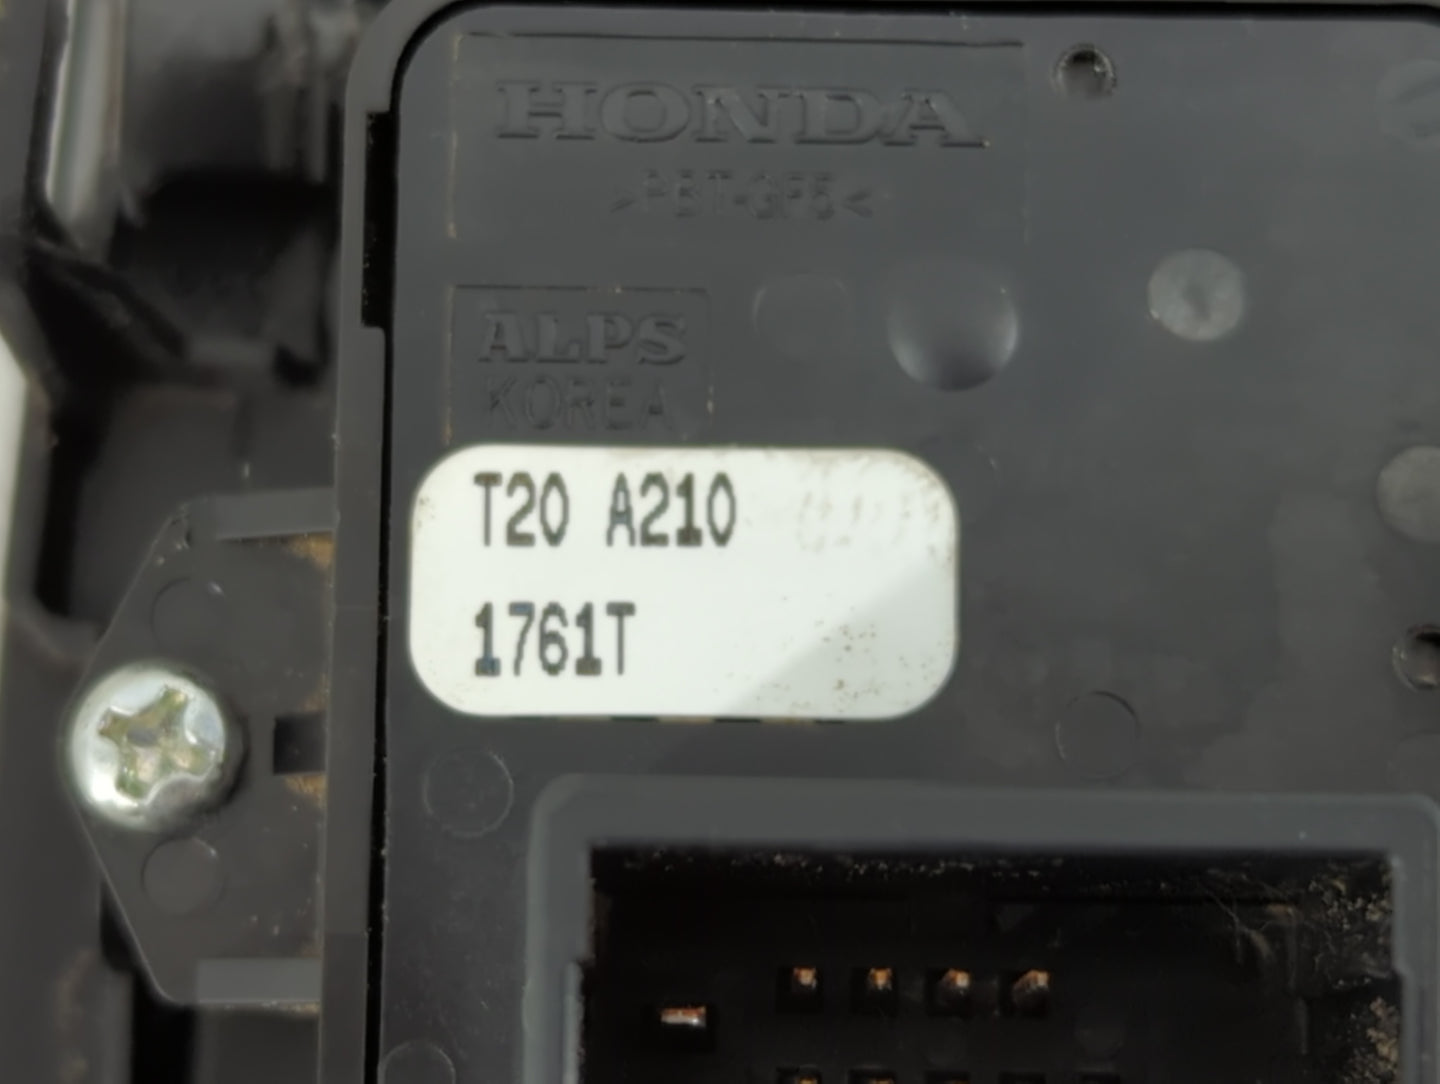 HONDA
>PBT-GF5<
ALPS
KOREA
T20 A210
1761T